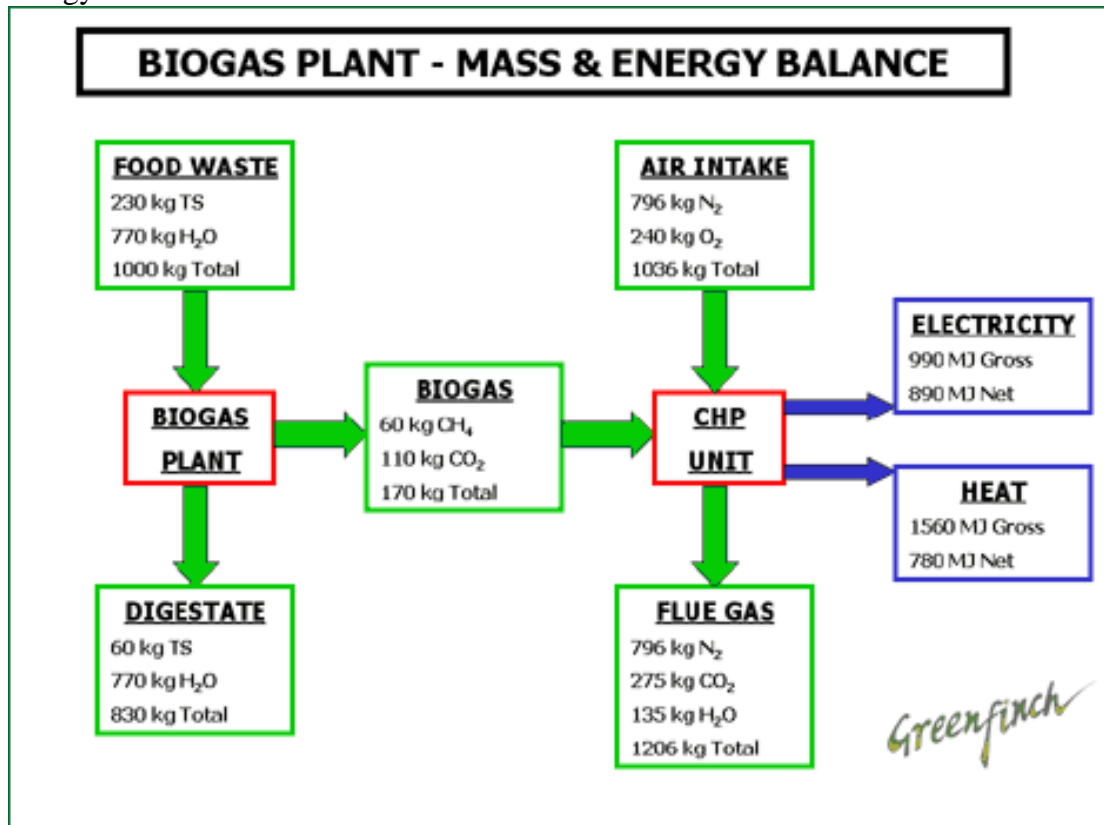 BIOGAS PLANT - MASS & ENERGY BALANCE
FOOD WASTE
230 kg TS
770 kg H₂O
1000 kg Total
AIR INTAKE
796 kg N₂
240 kg O₂
1036 kg Total
ELECTRICITY
990 MJ Gross
890 MJ Net
BIOGAS
PLANT
BIOGAS
60 kg CH₄
110 kg CO₂
170 kg Total
CHP
UNIT
HEAT
1560 MJ Gross
780 MJ Net
DIGESTATE
60 kg TS
770 kg H₂O
830 kg Total
FLUE GAS
796 kg N₂
275 kg CO₂
135 kg H₂O
1206 kg Total
Greenfinch